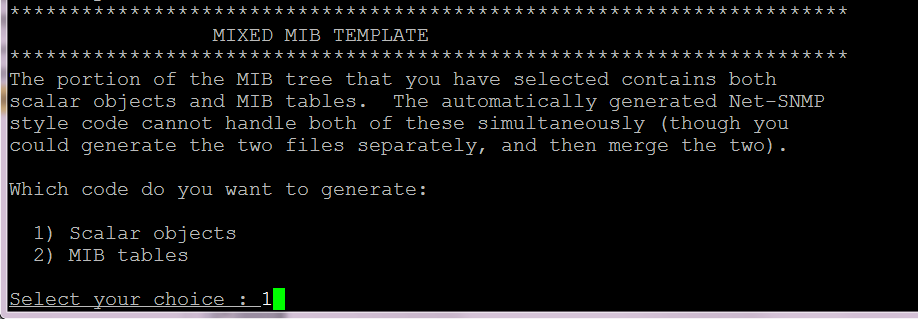 **********************************************************************
MIXED MIB TEMPLATE
**********************************************************************
The portion of the MIB tree that you have selected contains both
scalar objects and MIB tables.  The automatically generated Net-SNMP
style code cannot handle both of these simultaneously (though you
could generate the two files separately, and then merge the two).
Which code do you want to generate:
1) Scalar objects
2) MIB tables
Select your choice : 1